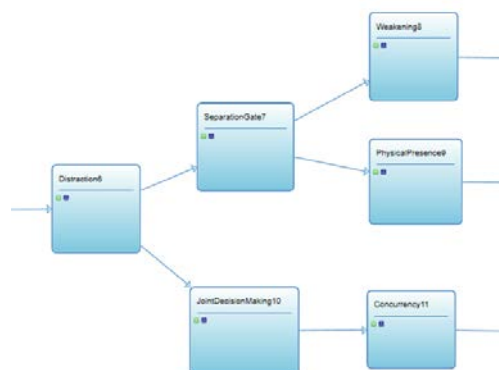 Weakening8
SeparationGate7
PhysicalPresence9
Distraction6
JointDecisionMaking10
Concurrency11